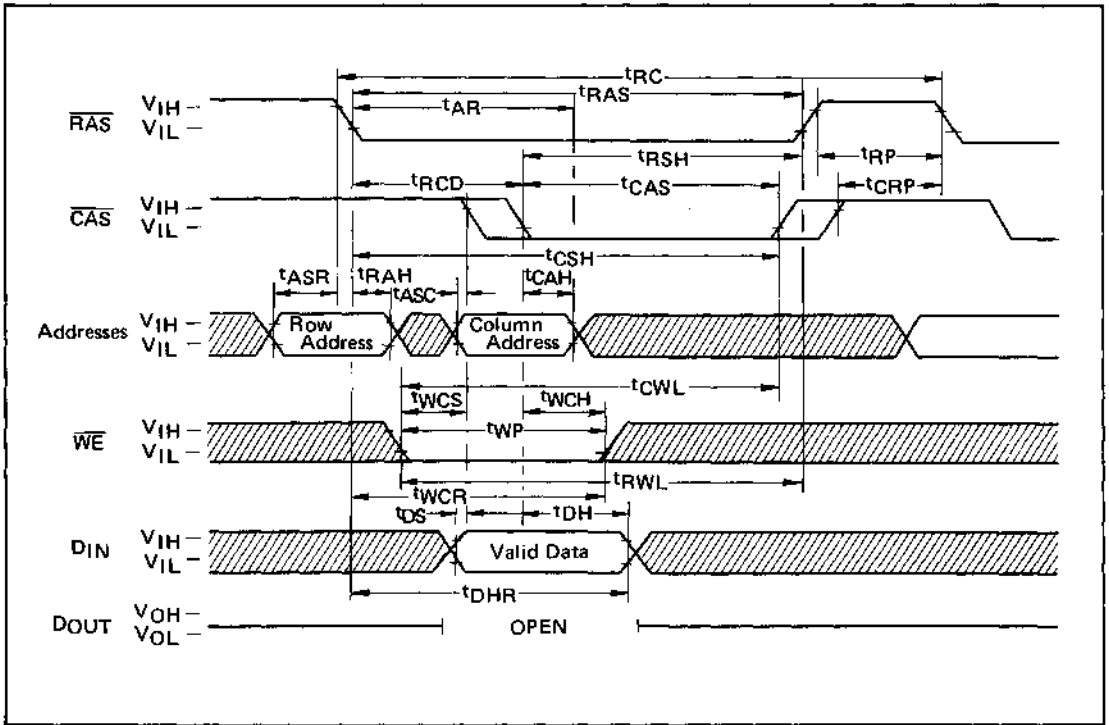 tRC
tRAS
tAR
RAS VIH
VIL
tRSH tRP
tRCD tCAS tCRP
CAS VIH
VIL
tCSH
tASR tRAH tASC tCAH
Addresses VIH
VIL
Row Address
Column Address
tCWL
tWCS tWCH
tWP
WE VIH
VIL
tRWL
tWCR
tDS tDH
DIN VIH
VIL
Valid Data
tDHR
DOUT VOH
VOL
OPEN